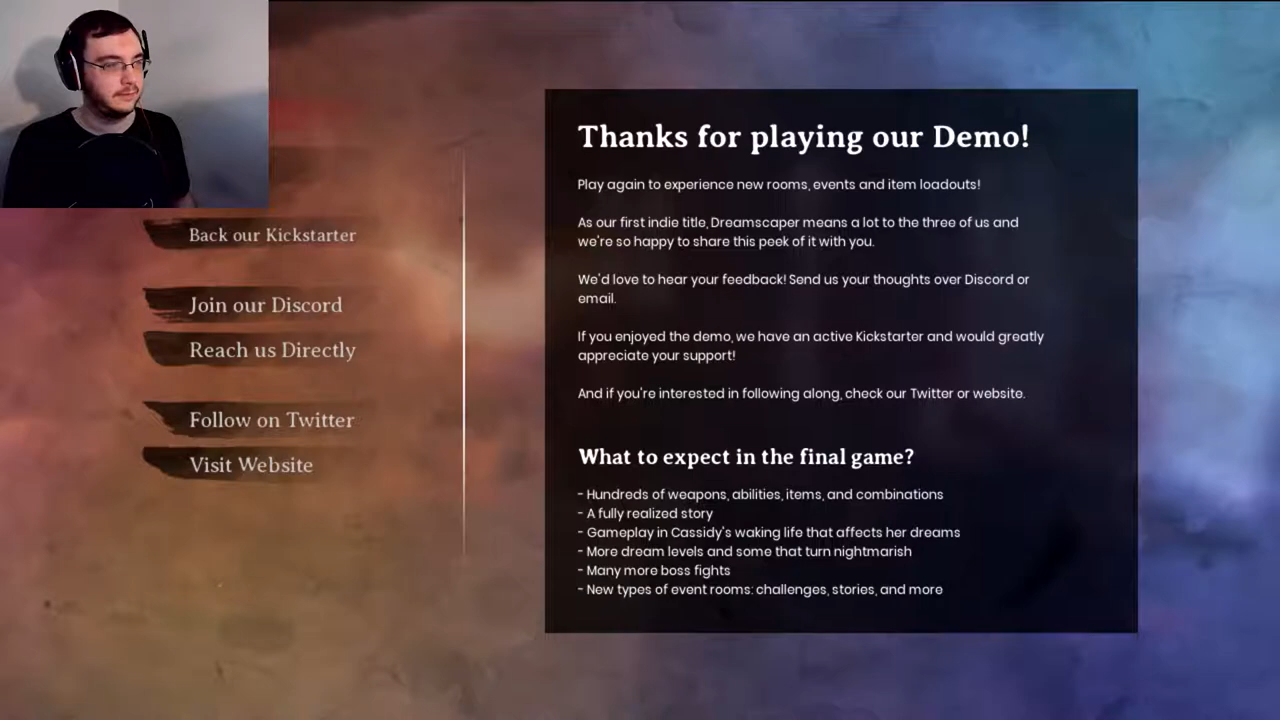 Back our Kickstarter
Join our Discord
Reach us Directly
Follow on Twitter
Visit Website
Thanks for playing our Demo!
Play again to experience new rooms, events and item loadouts!
As our first indie title, Dreamscaper means a lot to the three of us and
we're so happy to share this peek of it with you.
We'd love to hear your feedback! Send us your thoughts over Discord or
email.
If you enjoyed the demo, we have an active Kickstarter and would greatly
appreciate your support!
And if you're interested in following along, check our Twitter or website.
What to expect in the final game?
- Hundreds of weapons, abilities, items, and combinations
- A fully realized story
- Gameplay in Cassidy's waking life that affects her dreams
- More dream levels and some that turn nightmarish
- Many more boss fights
- New types of event rooms: challenges, stories, and more